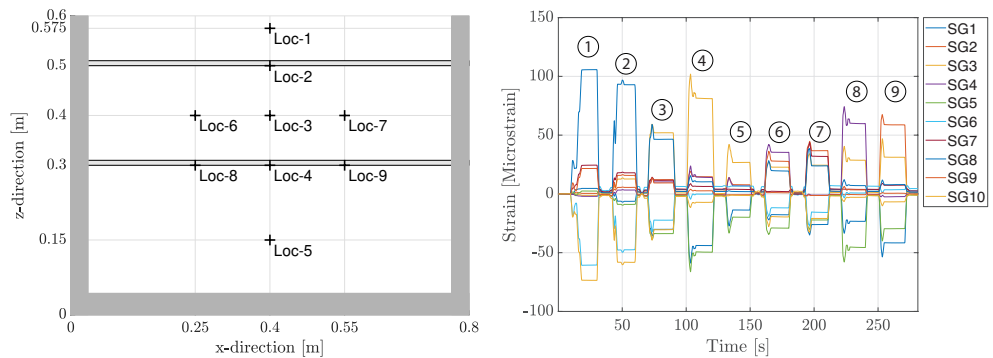 0.6
0.575
0.5
0.4
0.3
0.15
0
z-direction [m]
Loc-1
Loc-2
Loc-6
Loc-3
Loc-7
Loc-8
Loc-4
Loc-9
Loc-5
0
0.25
0.4
0.55
0.8
x-direction [m]
150
100
50
0
-50
-100
Strain [Microstrain]
1
2
3
4
5
6
7
8
9
50
100
150
200
250
Time [s]
SG1
SG2
SG3
SG4
SG5
SG6
SG7
SG8
SG9
SG10